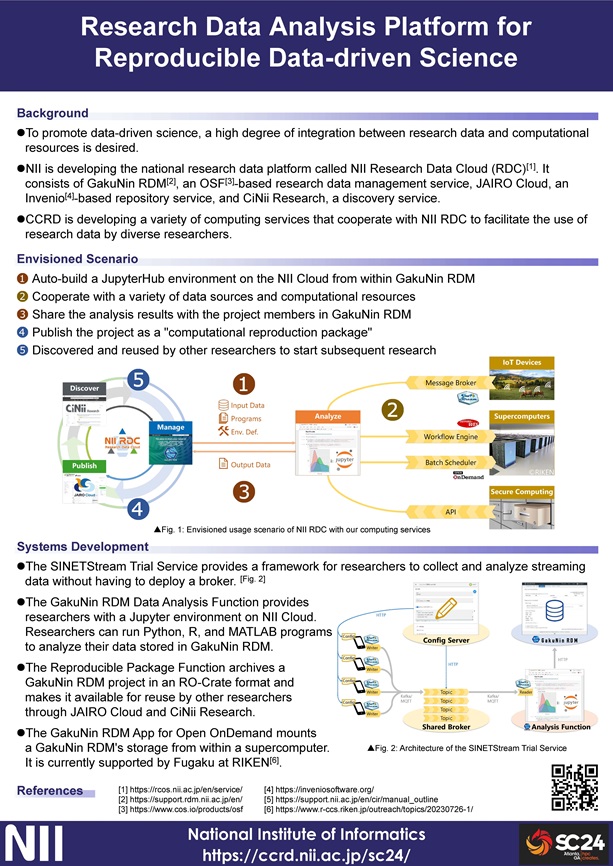 Research Data Analysis Platform for
Reproducible Data-driven Science
Background
●To promote data-driven science, a high degree of integration between research data and computational
resources is desired.
●NII is developing the national research data platform called NII Research Data Cloud (RDC)[1]. It
consists of GakuNin RDM[2], an OSF[3]-based research data management service, JAIRO Cloud, an
Invenio[4]-based repository service, and CiNii Research, a discovery service.
●CCRD is developing a variety of computing services that cooperate with NII RDC to facilitate the use of
research data by diverse researchers.
Envisioned Scenario
❶ Auto-build a JupyterHub environment on the NII Cloud from within GakuNin RDM
❷ Cooperate with a variety of data sources and computational resources
❸ Share the analysis results with the project members in GakuNin RDM
❹ Publish the project as a "computational reproduction package"
❺ Discovered and reused by other researchers to start subsequent research
Discover
CiNii Research
5
Manage
NII RDC
Research Data Cloud
Publish
JAIRO Cloud
4
1
Input Data
Programs
Env. Def.
Output Data
3
Analyze
jupyter
2
Message Broker
Workflow Engine
Batch Scheduler
OPEN
OnDemand
API
IoT Devices
Supercomputers
©RIKEN
Secure Computing
▲Fig. 1: Envisioned usage scenario of NII RDC with our computing services
Systems Development
●The SINETStream Trial Service provides a framework for researchers to collect and analyze streaming
data without having to deploy a broker. [Fig. 2]
●The GakuNin RDM Data Analysis Function provides
researchers with a Jupyter environment on NII Cloud.
Researchers can run Python, R, and MATLAB programs
to analyze their data stored in GakuNin RDM.
●The Reproducible Package Function archives a
GakuNin RDM project in an RO-Crate format and
makes it available for reuse by other researchers
through JAIRO Cloud and CiNii Research.
●The GakuNin RDM App for Open OnDemand mounts
a GakuNin RDM's storage from within a supercomputer.
It is currently supported by Fugaku at RIKEN[6].
HTTP
Config Server
GakuNin RDM
HTTP
HTTP
Config
Writer
Config
Writer
Config
Writer
Config
Writer
Kafka
MQTT
Topic
Topic
Topic
Topic
Shared Broker
Kafka
MQTT
Reader
jupyter
Analysis Function
▲Fig. 2: Architecture of the SINETStream Trial Service
References
[1] https://rcos.nii.ac.jp/en/service/
[2] https://support.rdm.nii.ac.jp/en/
[3] https://www.cos.io/products/osf
[4] https://inveniosoftware.org/
[5] https://support.nii.ac.jp/en/cir/manual_outline
[6] https://www.r-ccs.riken.jp/outreach/topics/20230726-1/
NII
National Institute of Informatics
https://ccrd.nii.ac.jp/sc24/
SC24
Atlanta, GA